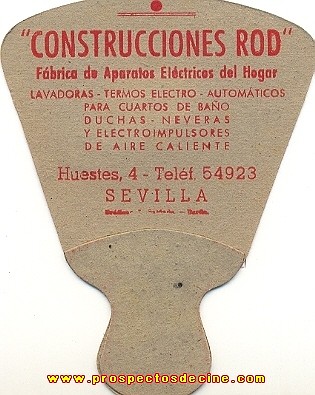 "CONSTRUCCIONES ROD"
Fábrica de Aparatos Eléctricos del Hogar
LAVADORAS - TERMOS ELECTRO - AUTOMÁTICOS
PARA CUARTOS DE BAÑO
DUCHAS - NEVERAS
Y ELECTROIMPULSORES
DE AIRE CALIENTE
Huestes, 4 - Teléf. 54923
SEVILLA
www.prospectosdecine.com